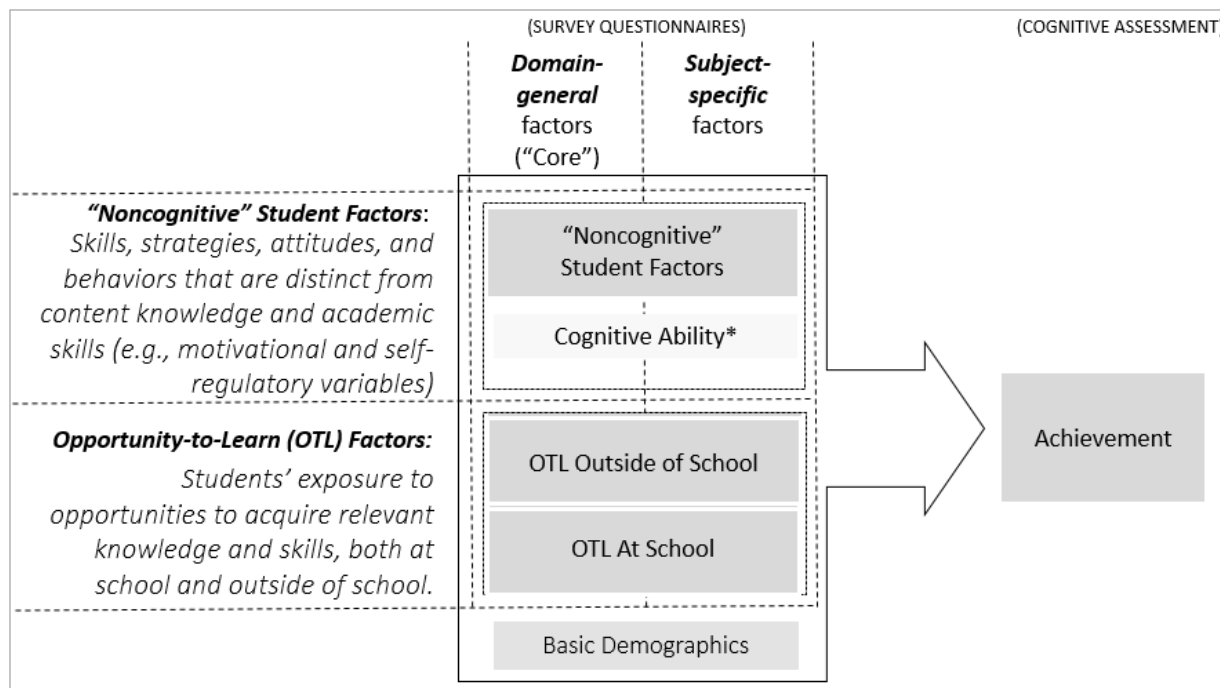 (SURVEY QUESTIONNAIRES)
(COGNITIVE ASSESSMENT)
Domain-
general
factors
(“Core”)
Subject-
specific
factors
“Noncognitive” Student Factors:
Skills, strategies, attitudes, and
behaviors that are distinct from
content knowledge and academic
skills (e.g., motivational and self-
regulatory variables)
“Noncognitive”
Student Factors
Cognitive Ability*
Opportunity-to-Learn (OTL) Factors:
Students’ exposure to
opportunities to acquire relevant
knowledge and skills, both at
school and outside of school.
OTL Outside of School
OTL At School
Basic Demographics
Achievement